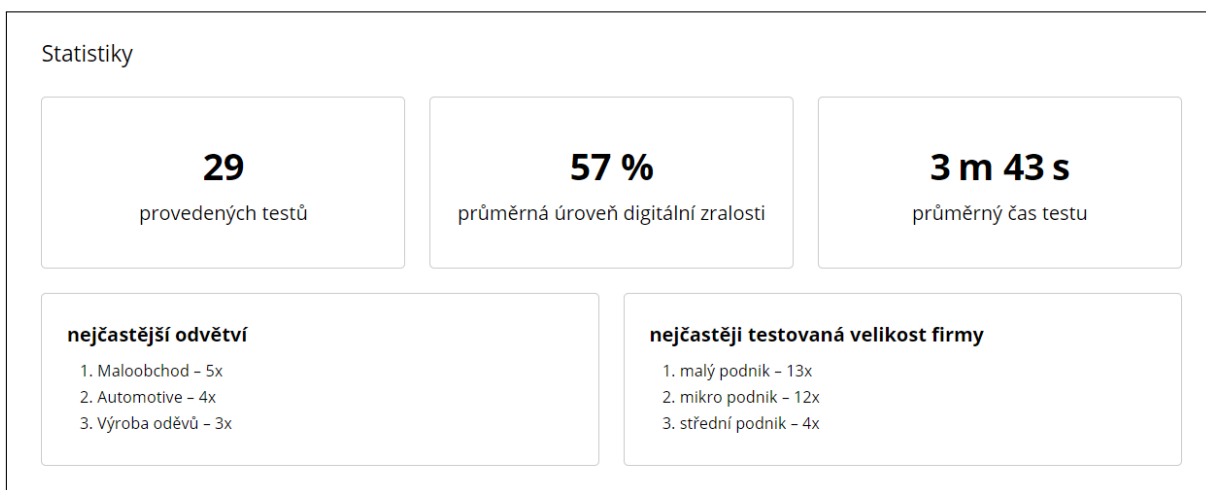 Statistiky
29
provedených testů
57 %
průměrná úroveň digitální zralosti
3 m 43 s
průměrný čas testu
nejčastější odvětví
1. Maloobchod – 5x
2. Automotive – 4x
3. Výroba oděvů – 3x
nejčastěji testovaná velikost firmy
1. malý podnik – 13x
2. mikro podnik – 12x
3. střední podnik – 4x